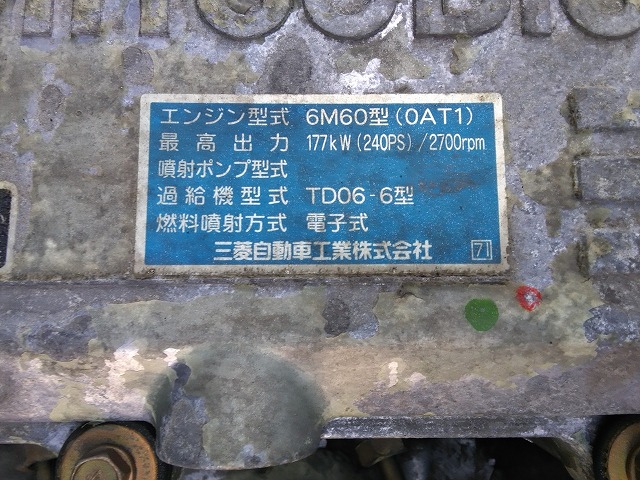 エンジン型式 6M60型(0AT1)
最高出力 177kW(240PS)/2700rpm
噴射ポンプ型式
過給機型式 TD06-6型
燃料噴射方式 電子式
三菱自動車工業株式会社 71